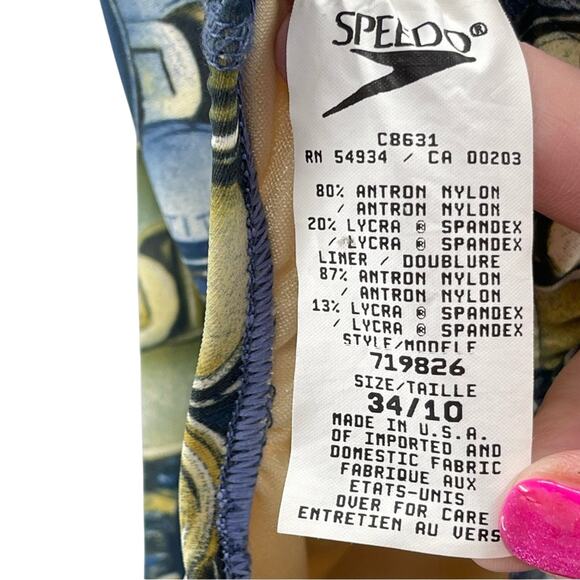 SPEEDO®
C8631
RN 54934 / CA 00203
80% ANTRON NYLON
/ ANTRON NYLON
20% LYCRA ® SPANDEX
/ LYCRA ® SPANDEX
LINER / DOUBLURE
87% ANTRON NYLON
/ ANTRON NYLON
13% LYCRA ® SPANDEX
/ LYCRA ® SPANDEX
STYLE/MODELE
719826
SIZE/TAILLE
34/10
MADE IN U.S.A.
OF IMPORTED AND
DOMESTIC FABRIC
FABRIQUE AUX
ETATS-UNIS
OVER FOR CARE
ENTRETIEN AU VERS